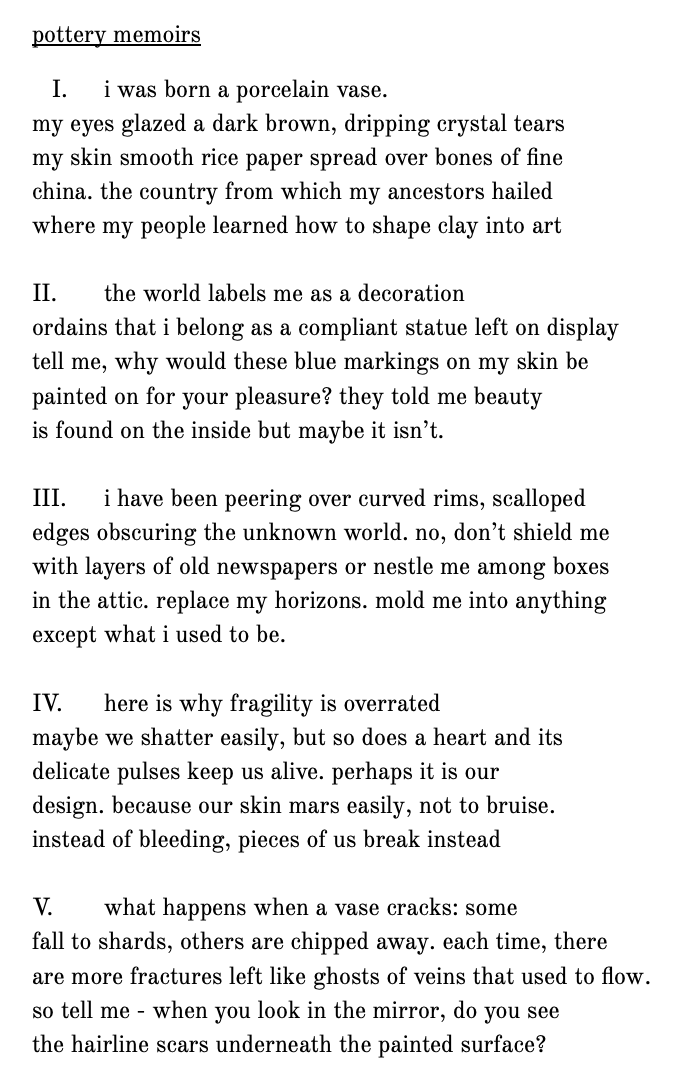 pottery memoirs
I. i was born a porcelain vase.
my eyes glazed a dark brown, dripping crystal tears
my skin smooth rice paper spread over bones of fine
china. the country from which my ancestors hailed
where my people learned how to shape clay into art
II. the world labels me as a decoration
ordains that i belong as a compliant statue left on display
tell me, why would these blue markings on my skin be
painted on for your pleasure? they told me beauty
is found on the inside but maybe it isn’t.
III. i have been peering over curved rims, scalloped
edges obscuring the unknown world. no, don’t shield me
with layers of old newspapers or nestle me among boxes
in the attic. replace my horizons. mold me into anything
except what i used to be.
IV. here is why fragility is overrated
maybe we shatter easily, but so does a heart and its
delicate pulses keep us alive. perhaps it is our
design. because our skin mars easily, not to bruise.
instead of bleeding, pieces of us break instead
V. what happens when a vase cracks: some
fall to shards, others are chipped away. each time, there
are more fractures left like ghosts of veins that used to flow.
so tell me - when you look in the mirror, do you see
the hairline scars underneath the painted surface?